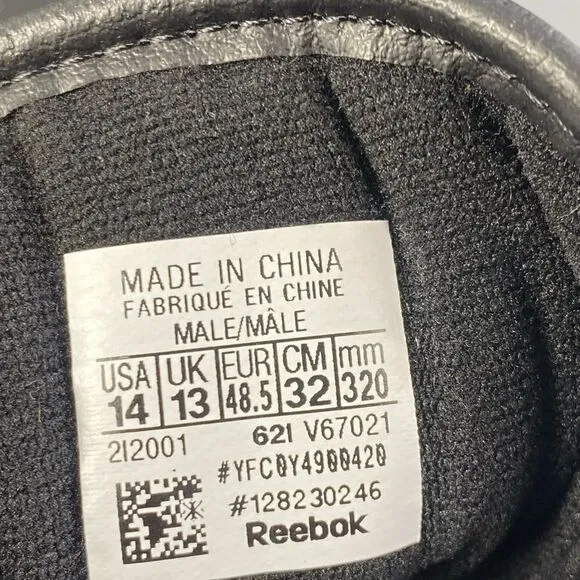 MADE IN CHINA
FABRIQUÉ EN CHINE
MALE/MÂLE
USA UK EUR CM mm
14 13 48.5 32 320
2I2001 62I V67021
#YFC0Y4900420
#128230246
Reebok